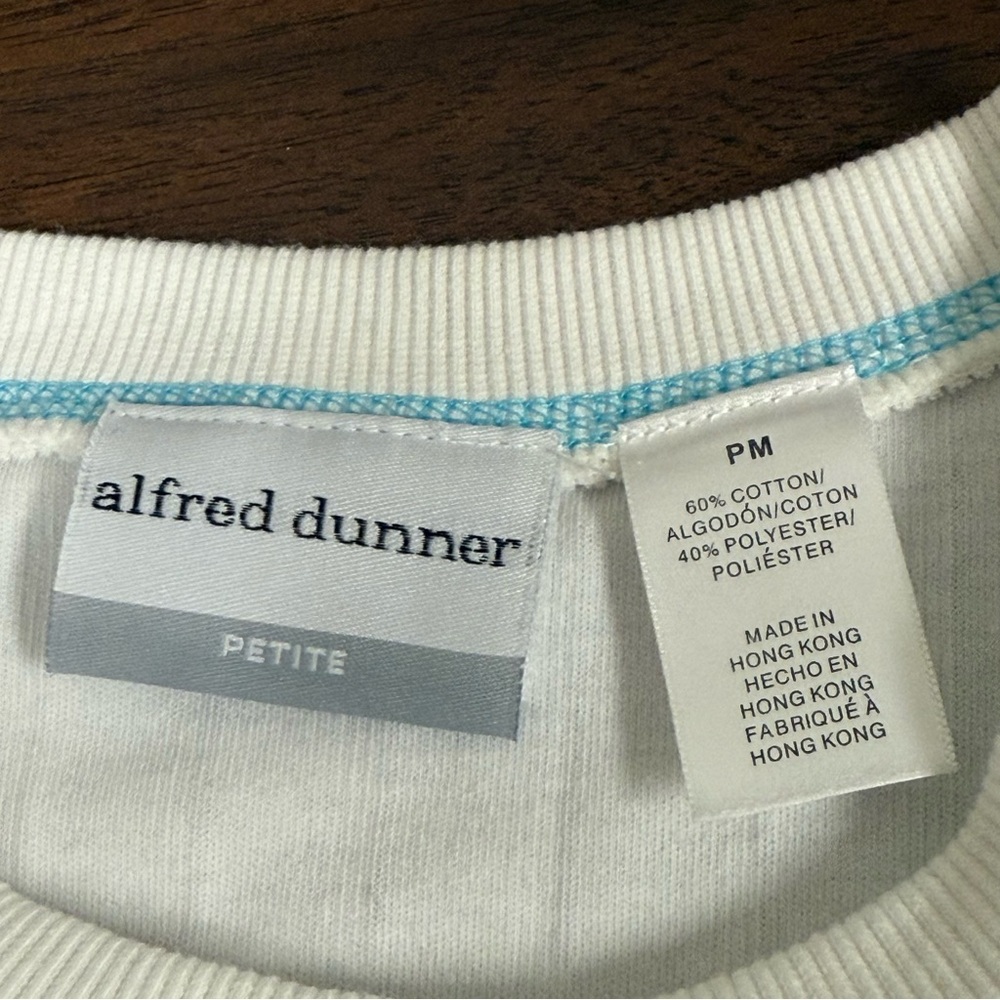 alfred dunner
PETITE
PM
60% COTTON/
ALGODÓN/COTON
40% POLYESTER/
POLIÉSTER
MADE IN
HONG KONG
HECHO EN
HONG KONG
FABRIQUÉ À
HONG KONG